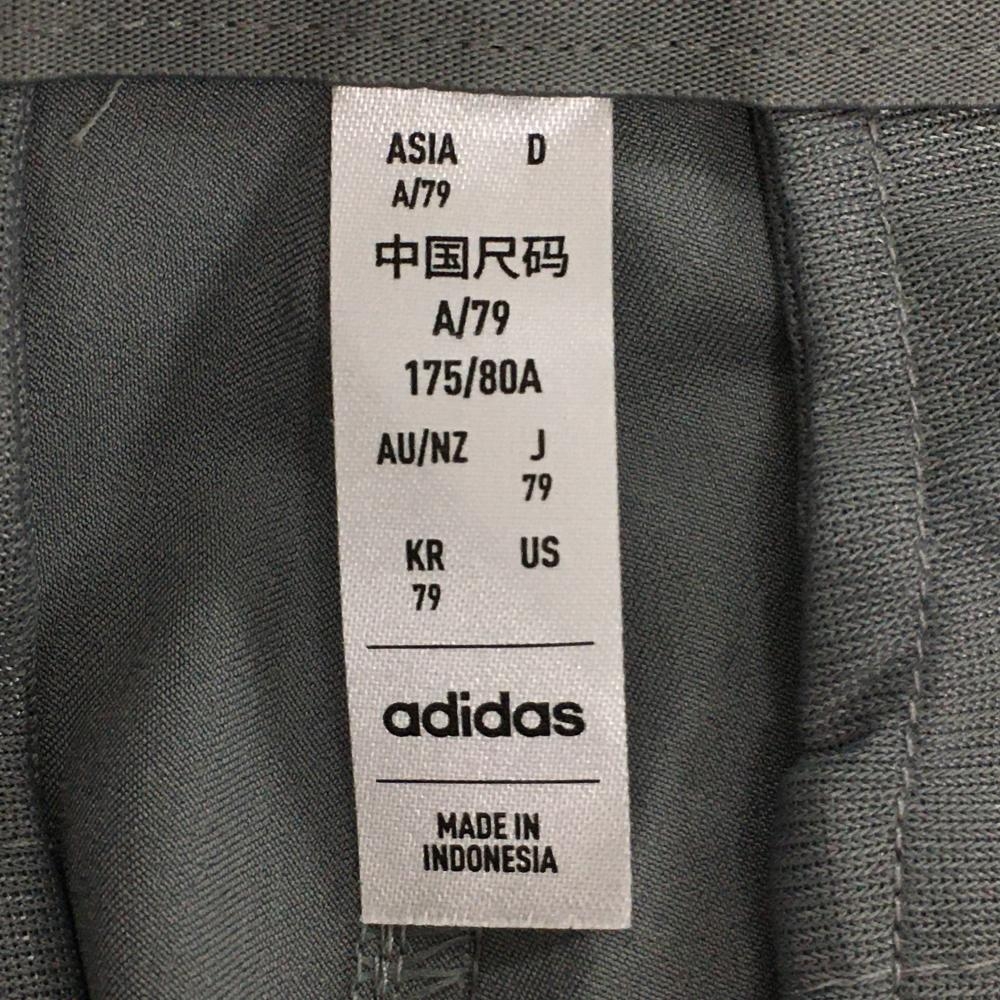 ASIA D
A/79
中国尺码
A/79
175/80A
AU/NZ J
79
KR US
79
adidas
MADE IN
INDONESIA